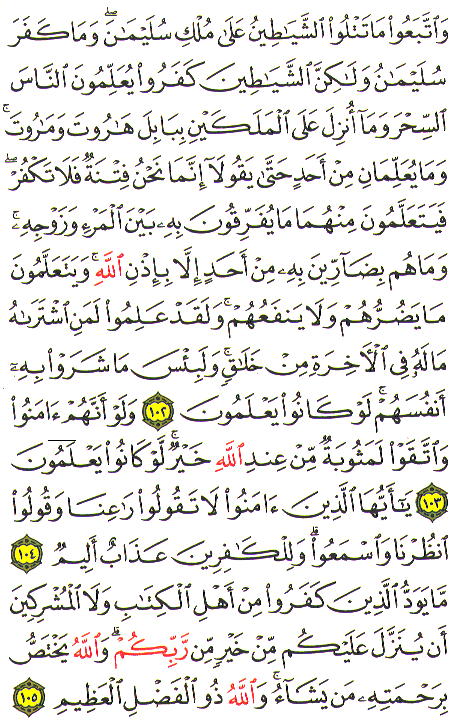 وَٱتَّبَعُوا۟ مَا تَتْلُوا۟ ٱلشَّيَـٰطِينُ عَلَىٰ مُلْكِ سُلَيْمَـٰنَ ۖ وَمَا كَفَرَ
سُلَيْمَـٰنُ وَلَـٰكِنَّ ٱلشَّيَـٰطِينَ كَفَرُوا۟ يُعَلِّمُونَ ٱلنَّاسَ
ٱلسِّحْرَ وَمَآ أُنزِلَ عَلَى ٱلْمَلَكَيْنِ بِبَابِلَ هَـٰرُوتَ وَمَـٰرُوتَ ۚ
وَمَا يُعَلِّمَانِ مِنْ أَحَدٍ حَتَّىٰ يَقُولَآ إِنَّمَا نَحْنُ فِتْنَةٌ فَلَا تَكْفُرْ ۖ
فَيَتَعَلَّمُونَ مِنْهُمَا مَا يُفَرِّقُونَ بِهِۦ بَيْنَ ٱلْمَرْءِ وَزَوْجِهِۦ ۚ
وَمَا هُم بِضَآرِّينَ بِهِۦ مِنْ أَحَدٍ إِلَّا بِإِذْنِ ٱللَّهِ ۚ وَيَتَعَلَّمُونَ
مَا يَضُرُّهُمْ وَلَا يَنفَعُهُمْ ۚ وَلَقَدْ عَلِمُوا۟ لَمَنِ ٱشْتَرَىٰهُ
مَا لَهُۥ فِى ٱلْـَٔاخِرَةِ مِنْ خَلَـٰقٍ ۚ وَلَبِئْسَ مَا شَرَوْا۟ بِهِۦٓ
أَنفُسَهُمْ ۚ لَوْ كَانُوا۟ يَعْلَمُونَ ١٠٢ وَلَوْ أَنَّهُمْ ءَامَنُوا۟
وَٱتَّقَوْا۟ لَمَثُوبَةٌ مِّنْ عِندِ ٱللَّهِ خَيْرٌ ۖ لَّوْ كَانُوا۟ يَعْلَمُونَ
١٠٣ يَـٰٓأَيُّهَا ٱلَّذِينَ ءَامَنُوا۟ لَا تَقُولُوا۟ رَٰعِنَا وَقُولُوا۟
ٱنظُرْنَا وَٱسْمَعُوا۟ ۗ وَلِلْكَـٰفِرِينَ عَذَابٌ أَلِيمٌ ١٠٤
مَّا يَوَدُّ ٱلَّذِينَ كَفَرُوا۟ مِنْ أَهْلِ ٱلْكِتَـٰبِ وَلَا ٱلْمُشْرِكِينَ
أَن يُنَزَّلَ عَلَيْكُم مِّنْ خَيْرٍ مِّن رَّبِّكُمْ ۗ وَٱللَّهُ يَخْتَصُّ
بِرَحْمَتِهِۦ مَن يَشَآءُ ۚ وَٱللَّهُ ذُو ٱلْفَضْلِ ٱلْعَظِيمِ ١٠٥